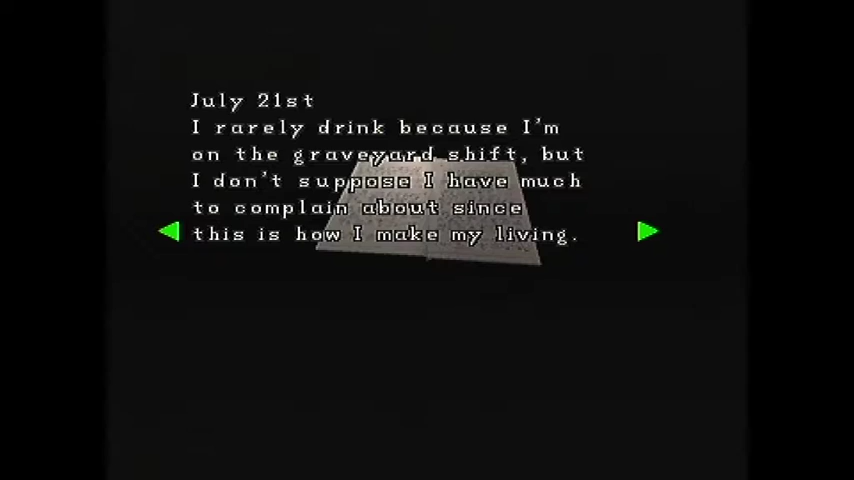 July 21st
I rarely drink because I'm
on the graveyard shift, but
I don't suppose I have much
to complain about since
this is how I make my living.